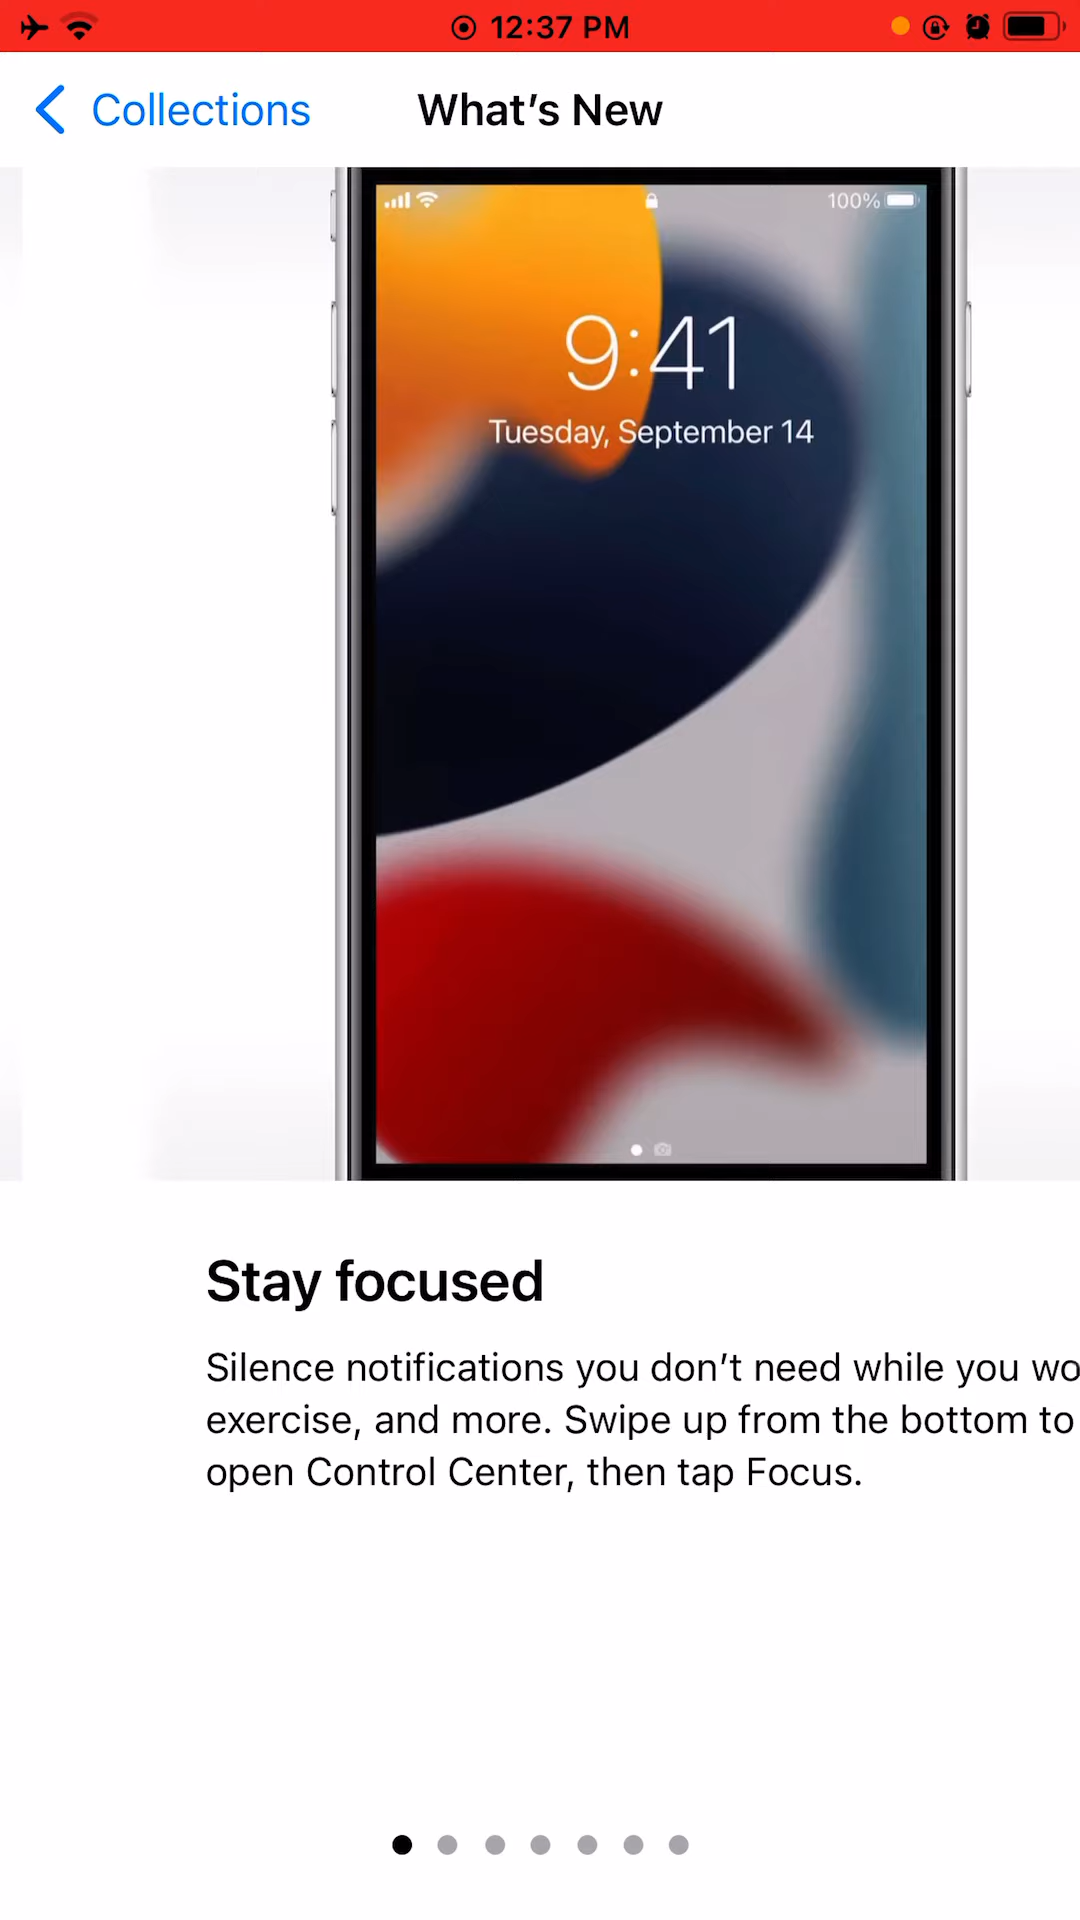 12:37 PM
Collections
What's New
100%
9:41
Tuesday, September 14
Stay focused
Silence notifications you don't need while you
exercise, and more. Swipe up from the bottom to
open Control Center, then tap Focus.